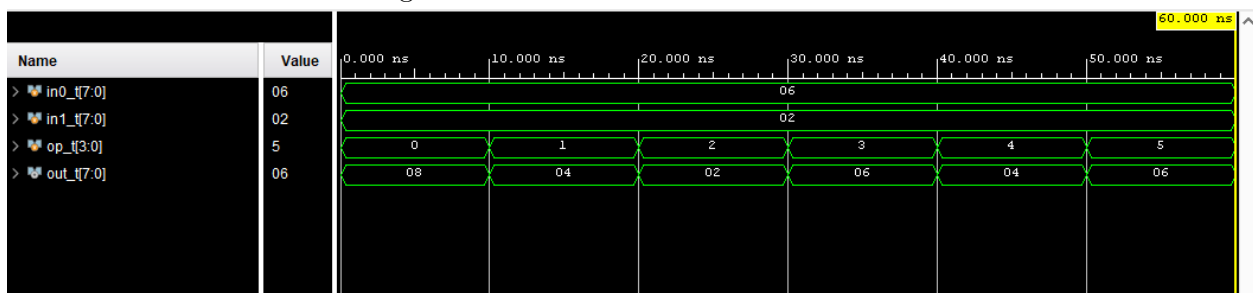 g
60.000 ns
Name Value 0.000 ns 10.000 ns 20.000 ns 30.000 ns 40.000 ns 50.000 ns
> in0_t[7:0] 06 06
> in1_t[7:0] 02 02
> op_t[3:0] 5 0 1 2 3 4 5
> out_t[7:0] 06 08 04 02 06 04 06